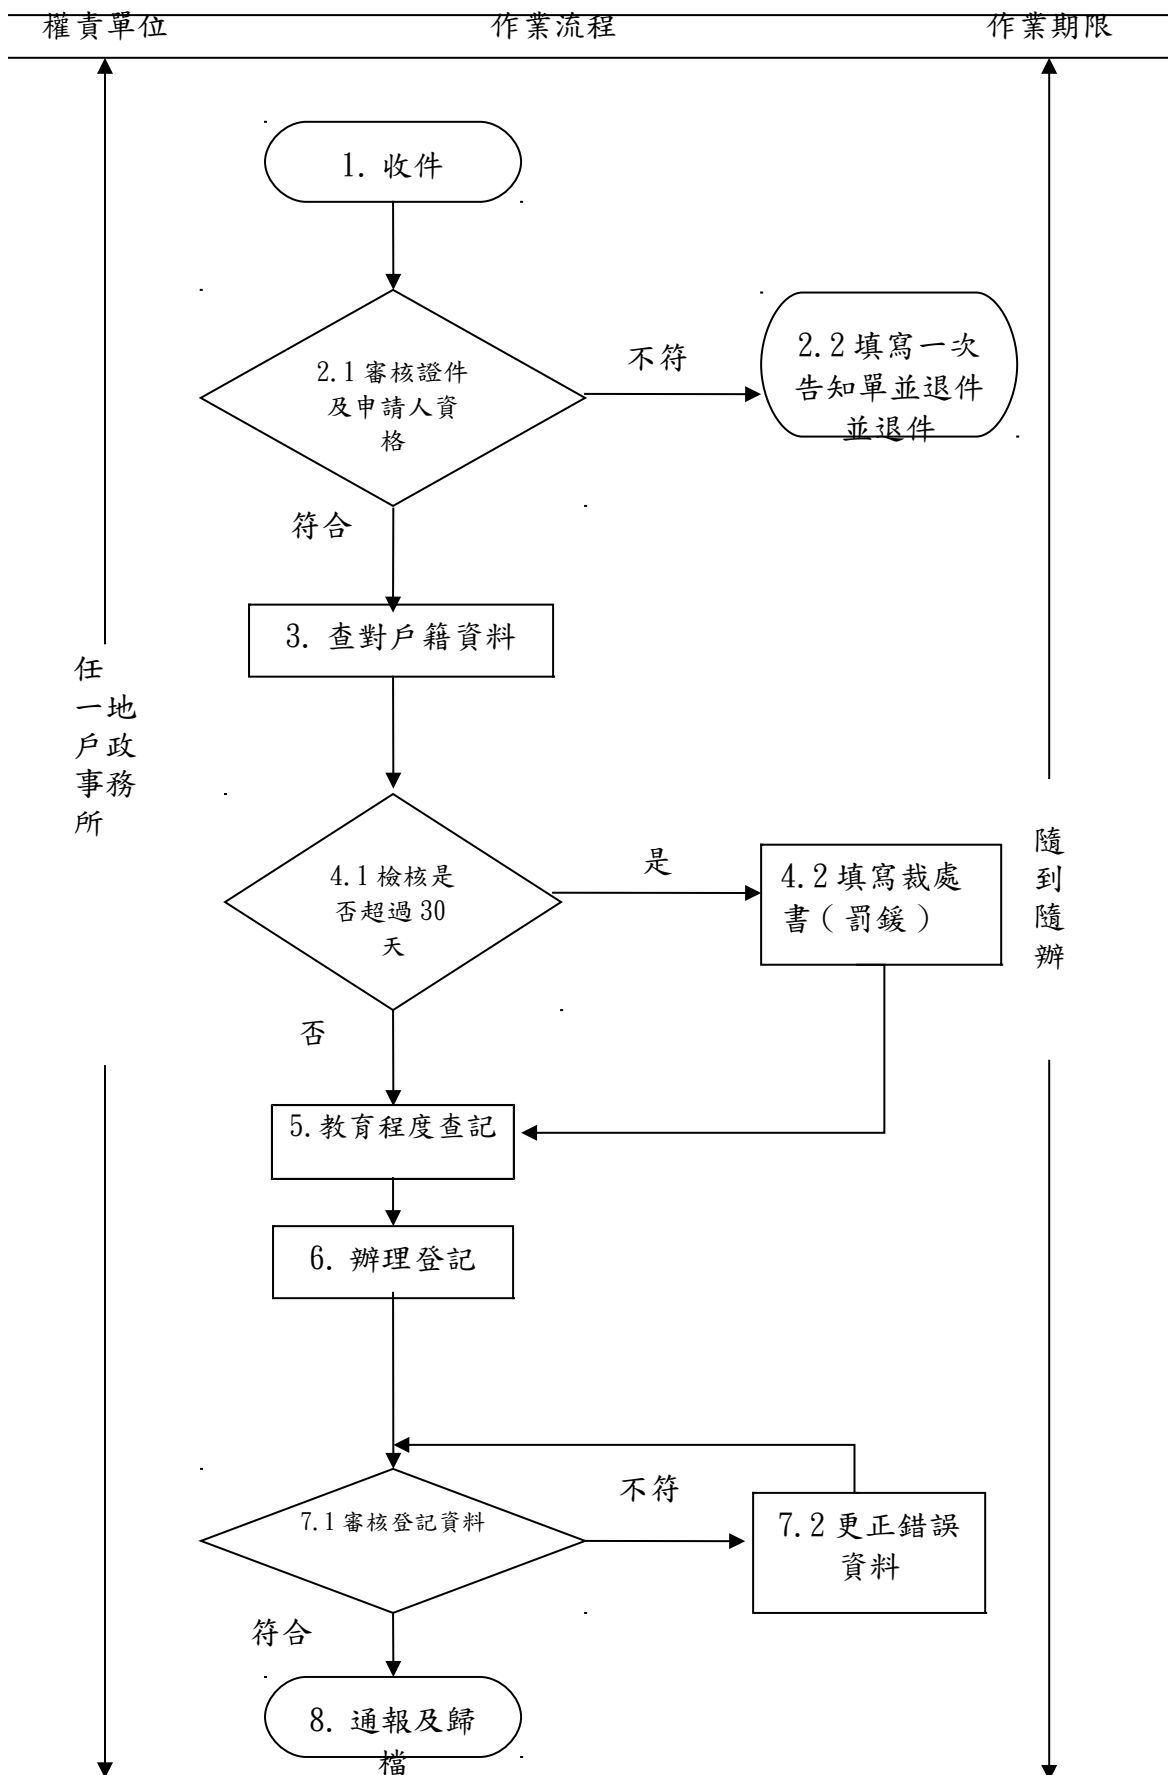 權責單位 作業流程 作業期限
1. 收件
2.1 審核證件
及申請人資
格
不符
2.2 填寫一次
告知單並退件
並退件
符合
3. 查對戶籍資料
任
一地
戶政
事務
所
4.1 檢核是
否超過 30
天
是
4.2 填寫裁處
書(罰鍰)
隨
到
隨
辦
否
5.教育程度查記
6. 辦理登記
7.1 審核登記資料
不符
7.2 更正錯誤
資料
符合
8. 通報及歸
檔